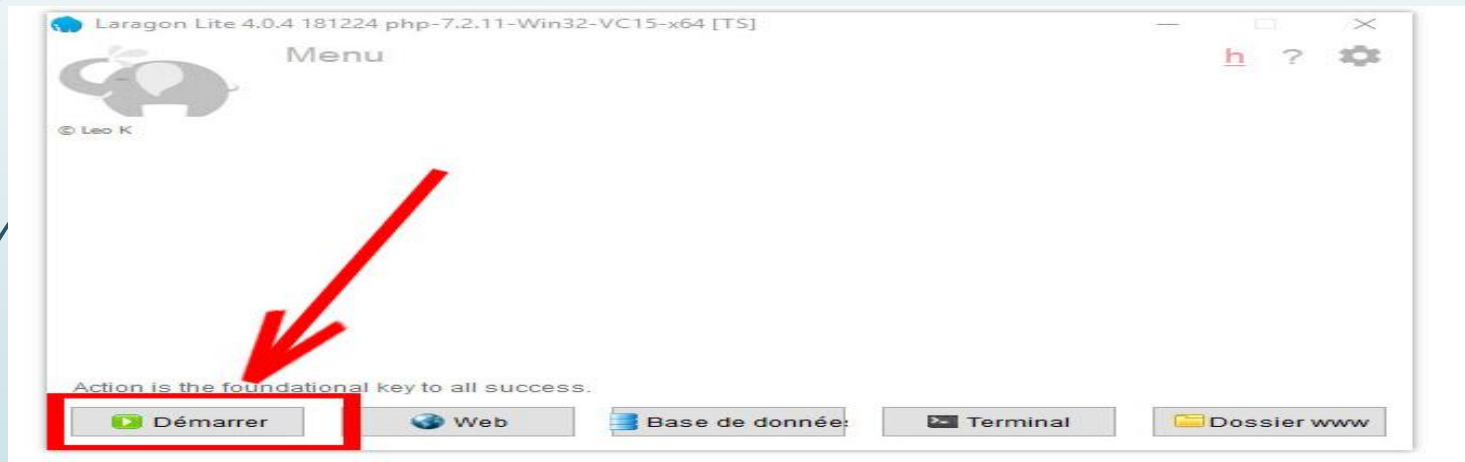 Laragon Lite 4.0.4 181224 php-7.2.11-Win32-VC15-x64 [TS]
Menu
h ?
© Leo K
Action is the foundational key to all success.
Démarrer Web Base de donnée Terminal Dossier www